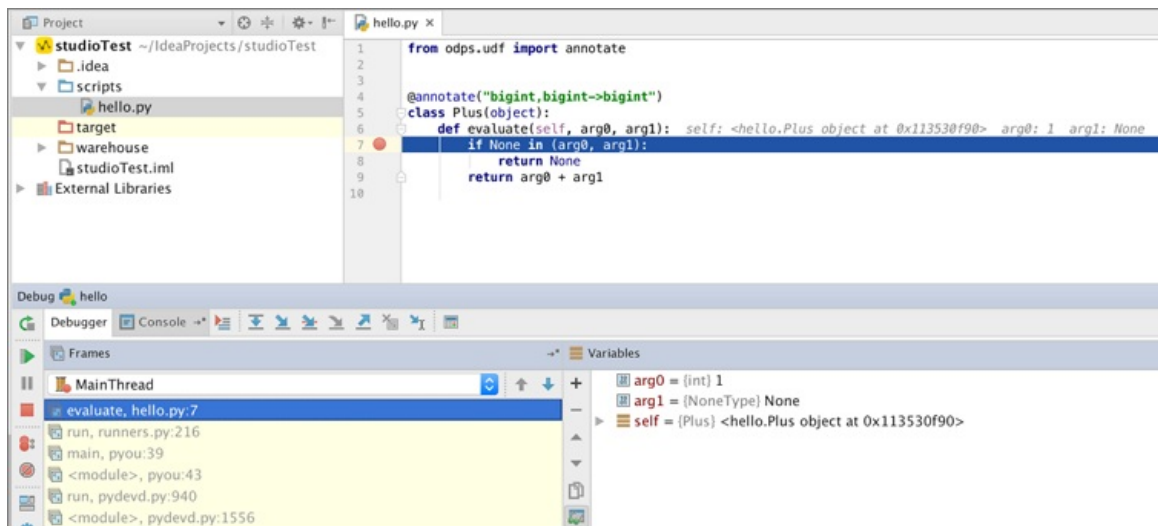 Project
hello.py ×
studioTest ~/IdeaProjects/studioTest
.idea
scripts
hello.py
target
warehouse
studioTest.iml
External Libraries
1 from odps.udf import annotate
2
3
4 @annotate("bigint,bigint->bigint")
5 class Plus(object):
6 def evaluate(self, arg0, arg1): self: <hello.Plus object at 0x113530f90> arg0: 1 arg1: None
7 if None in (arg0, arg1):
8 return None
9 return arg0 + arg1
10
Debug hello
Debugger Console
Frames
MainThread
evaluate, hello.py:7
run, runners.py:216
main, pyou:39
<module>, pyou:43
run, pydevd.py:940
<module>, pydevd.py:1556
Variables
arg0 = {int} 1
arg1 = {NoneType} None
self = {Plus} <hello.Plus object at 0x113530f90>